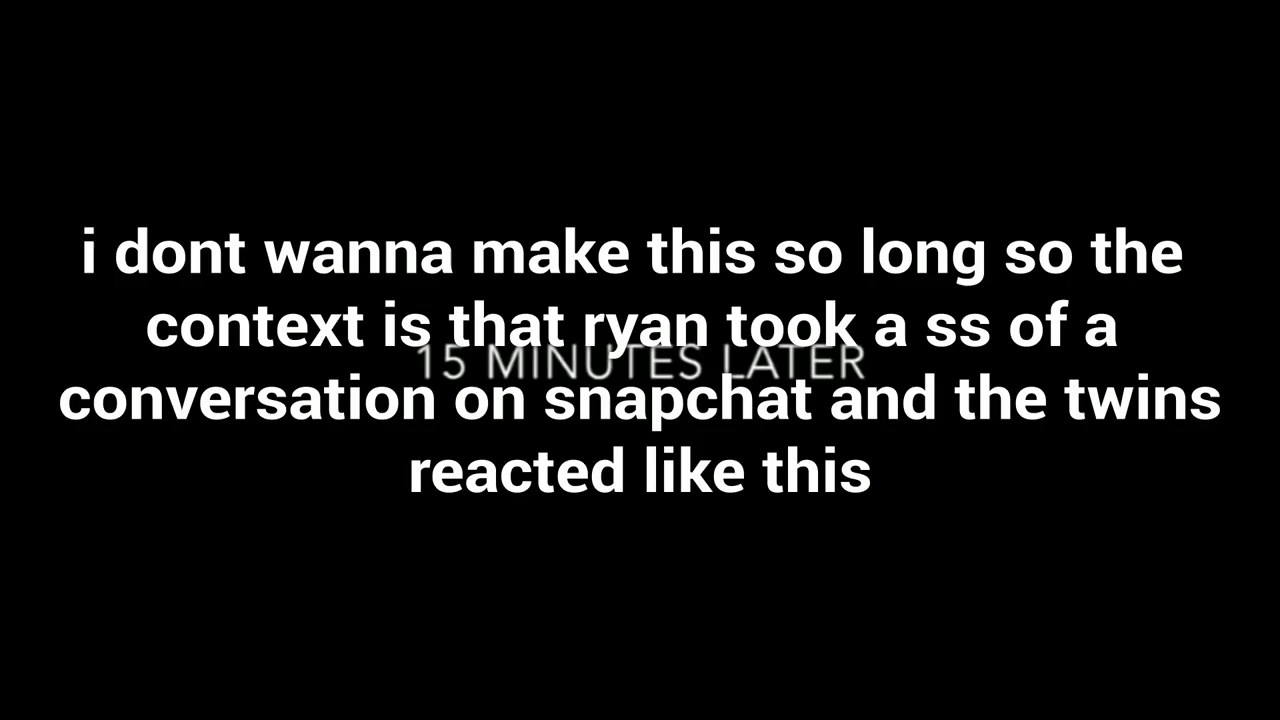 i dont wanna make this so long so the
context is that ryan took a ss of a
15 MINUTES LATER
conversation on snapchat and the twins
reacted like this